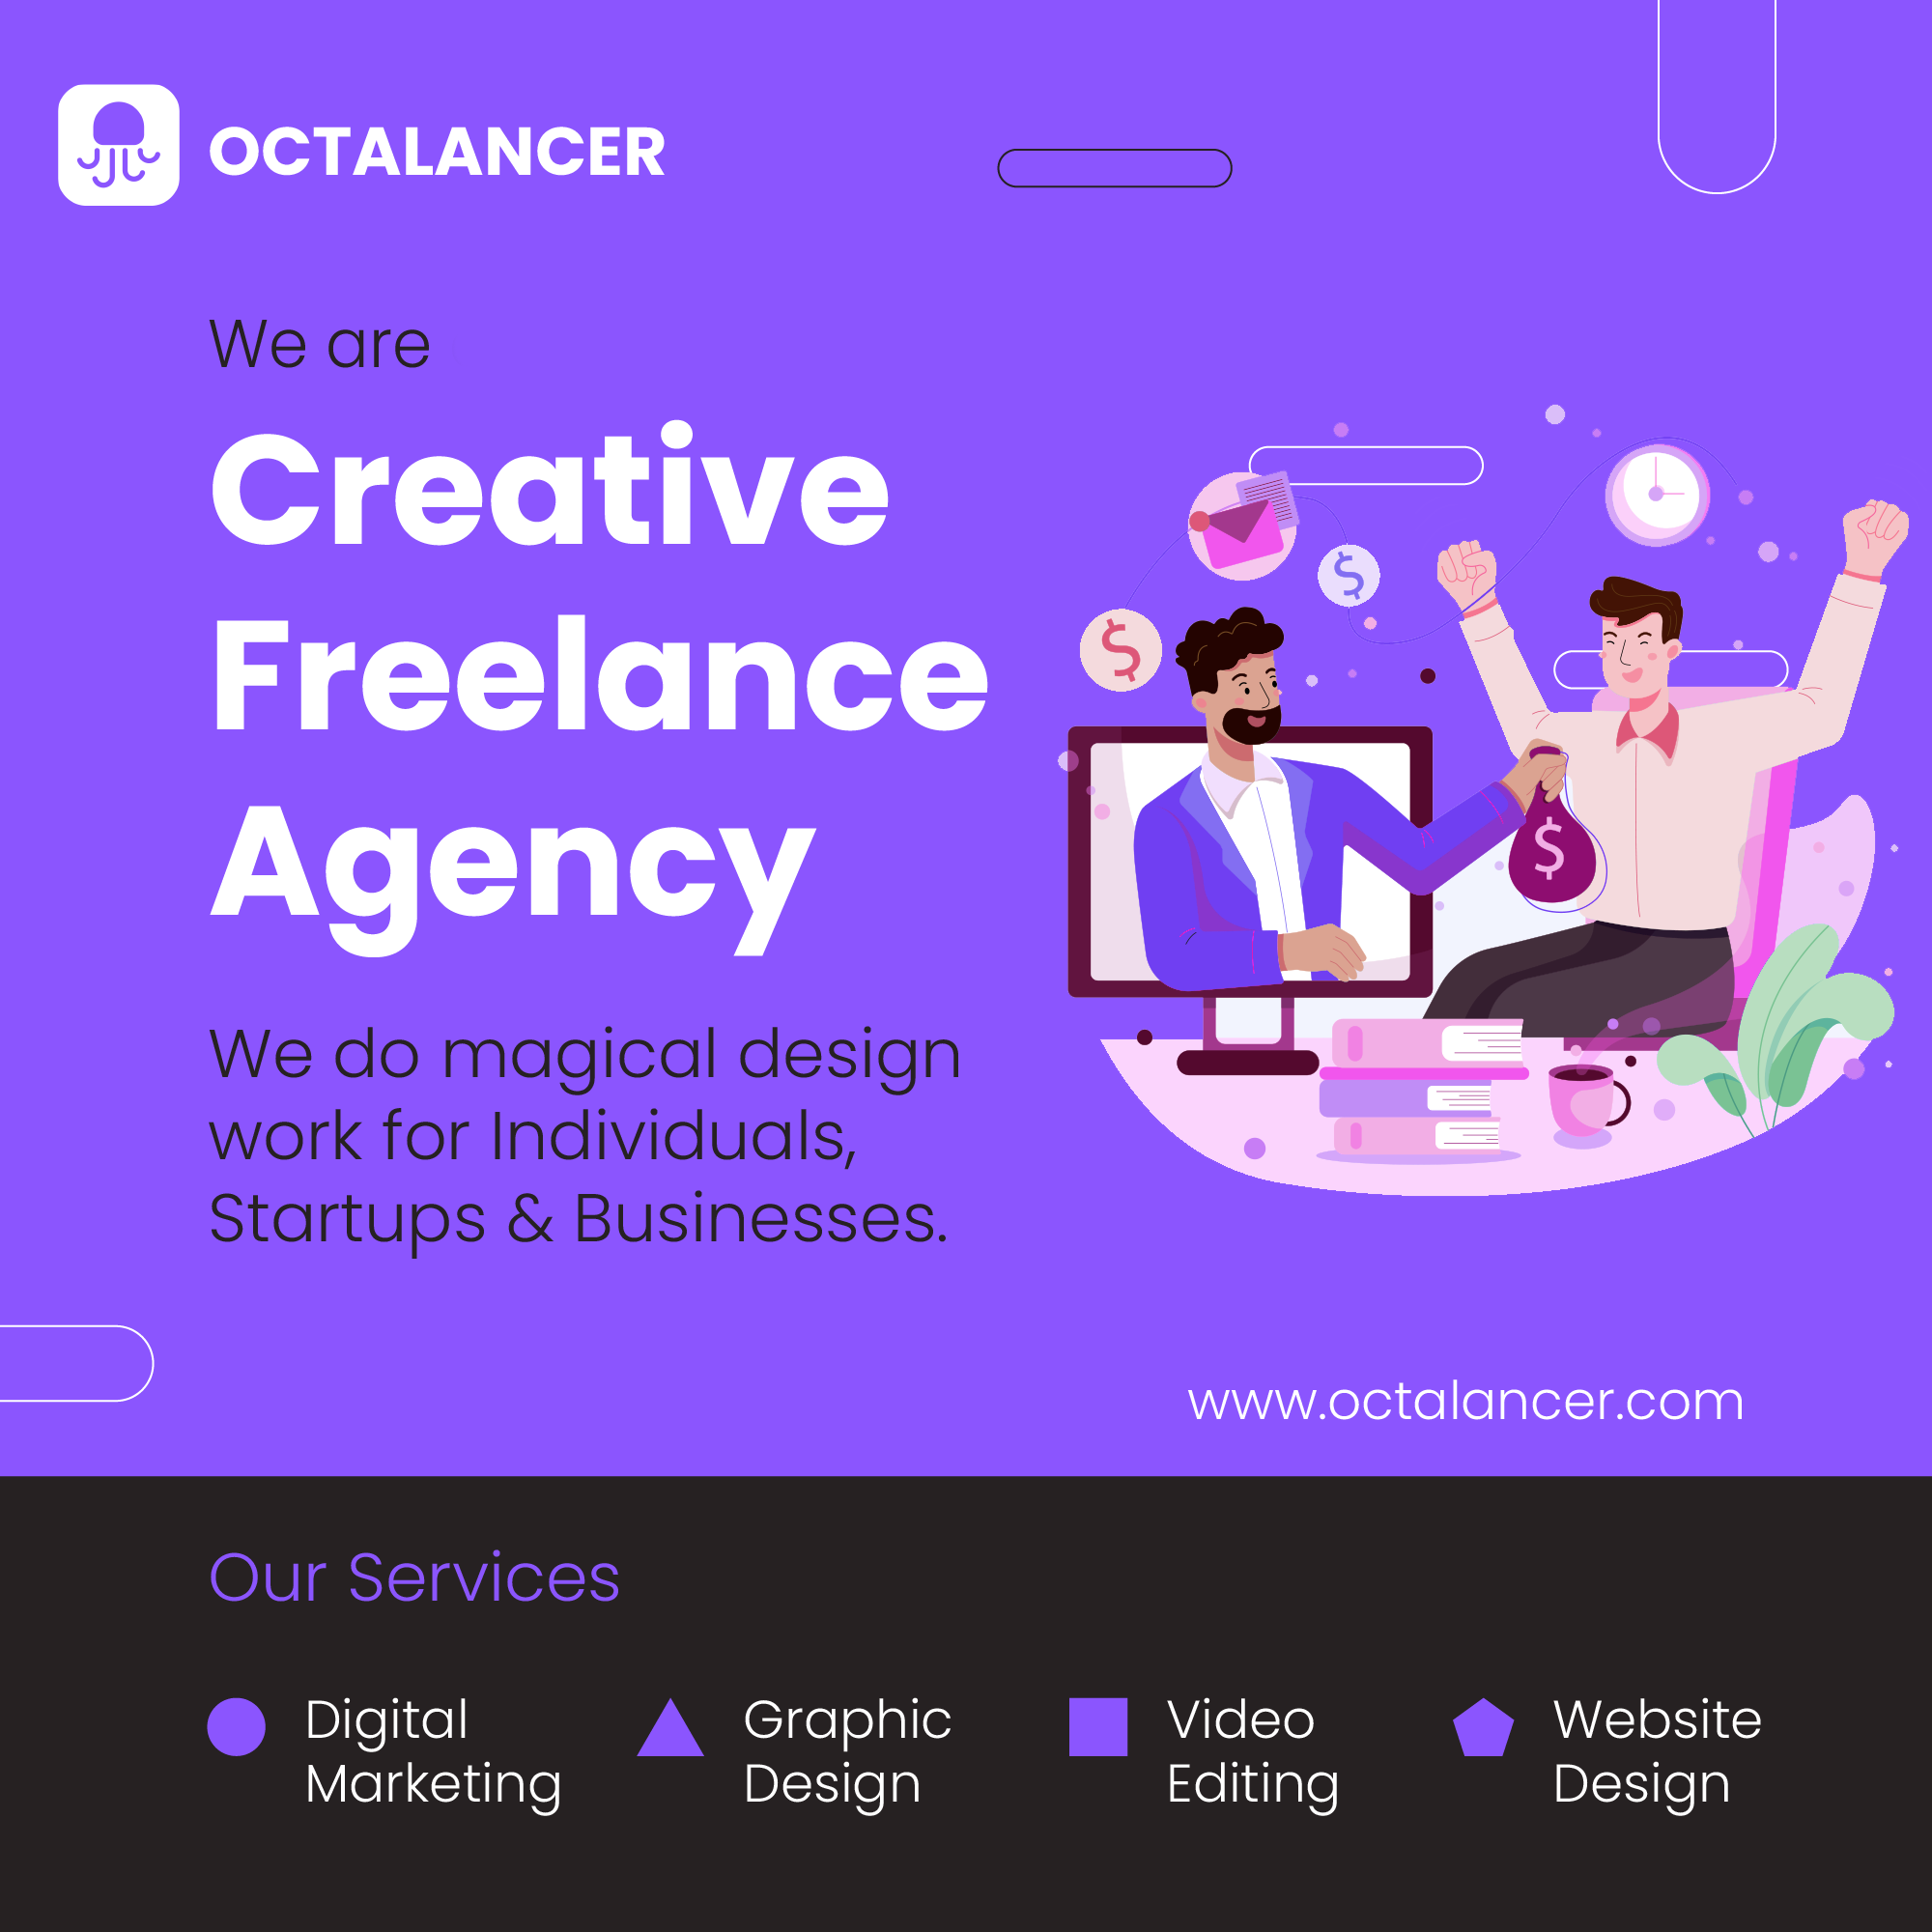 OCTALANCER
We are
Creative
Freelance
Agency
We do magical design
work for Individuals,
Startups & Businesses.
$
$
$
www.octalancer.com
Our Services
Digital
Marketing
Graphic
Design
Video
Editing
Website
Design